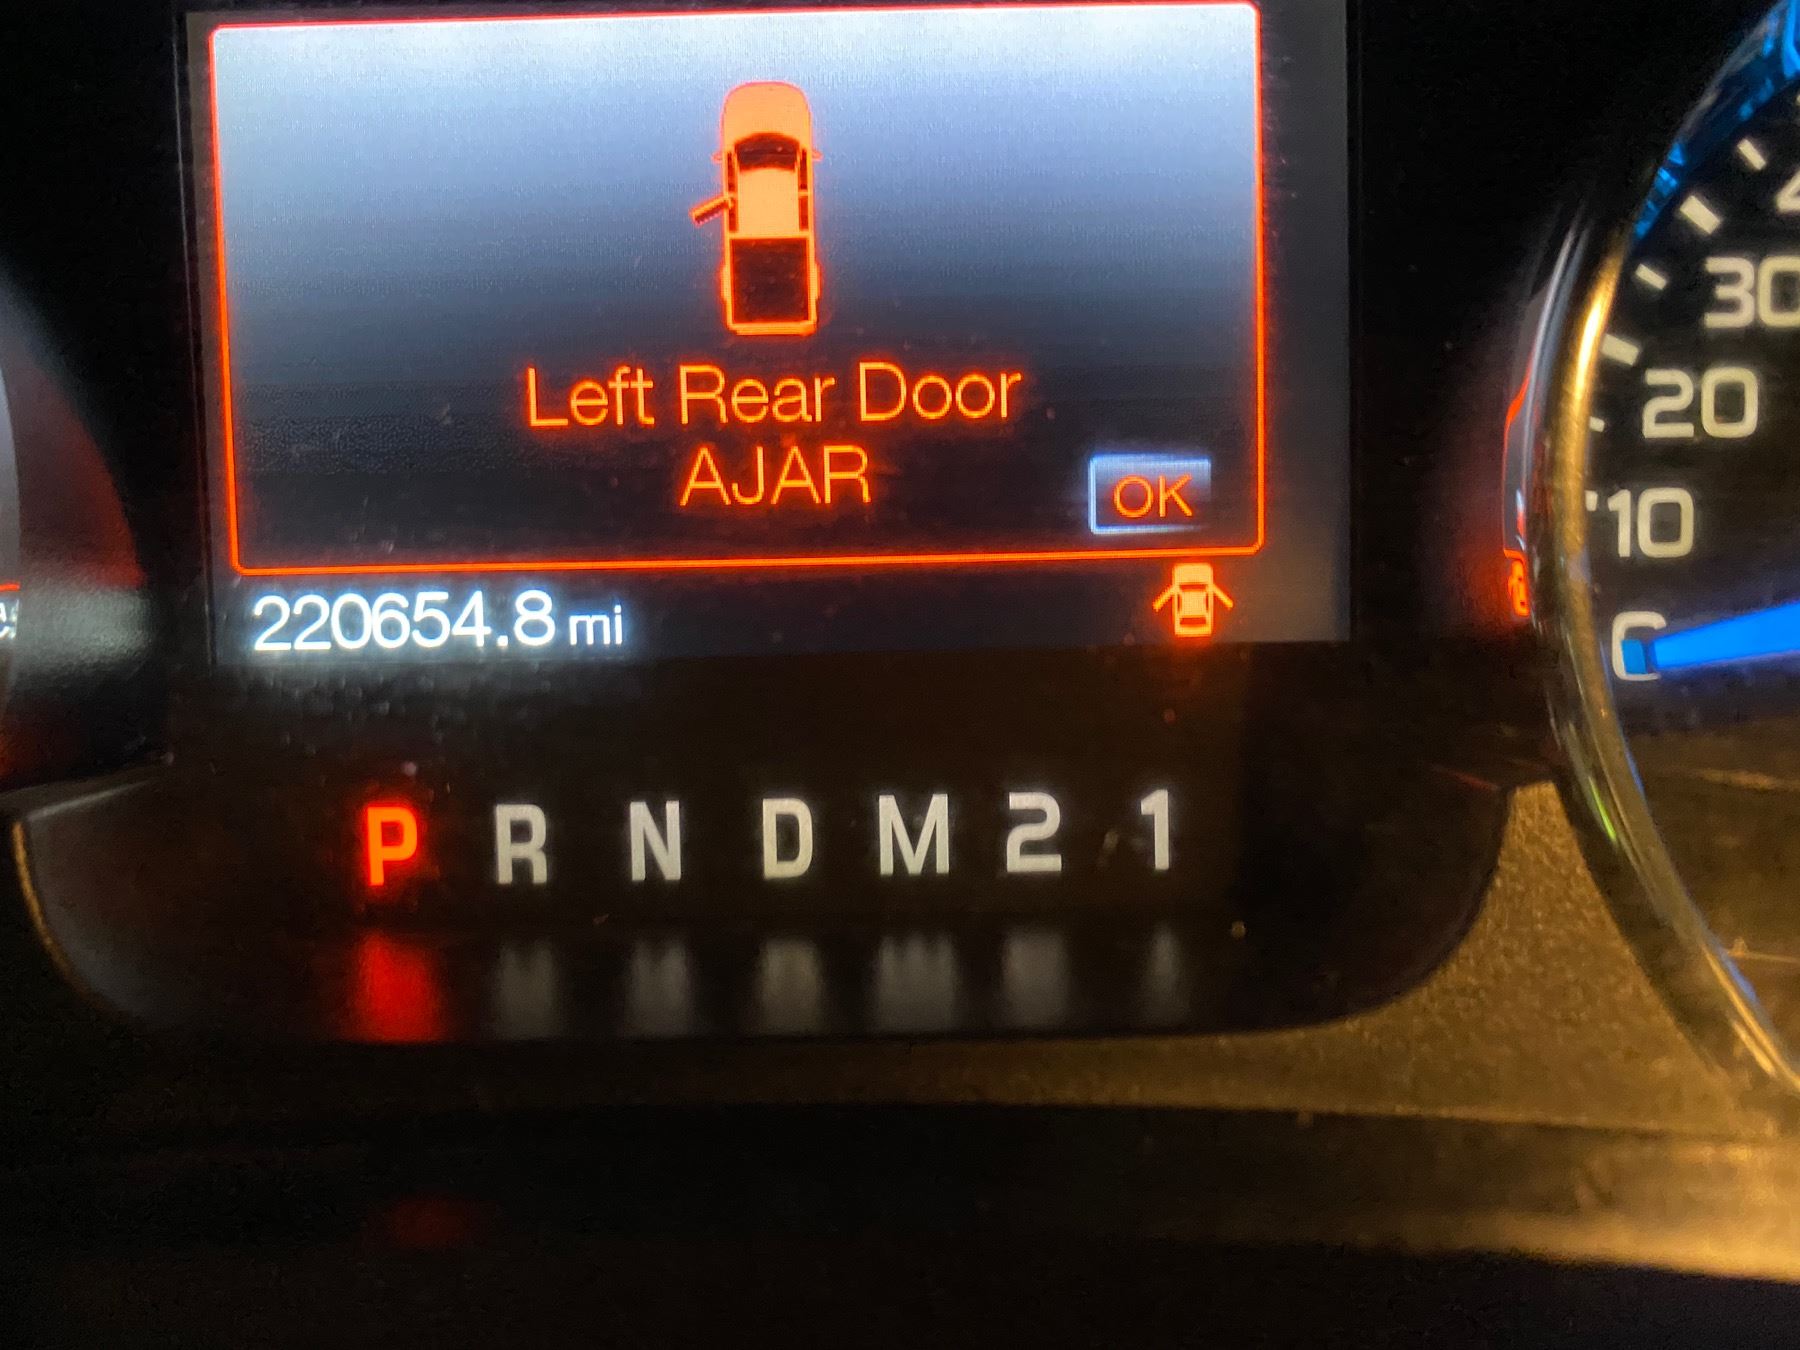 Left Rear Door
AJAR
OK
220654.8 mi
P R N D M 2 1
30
20
10